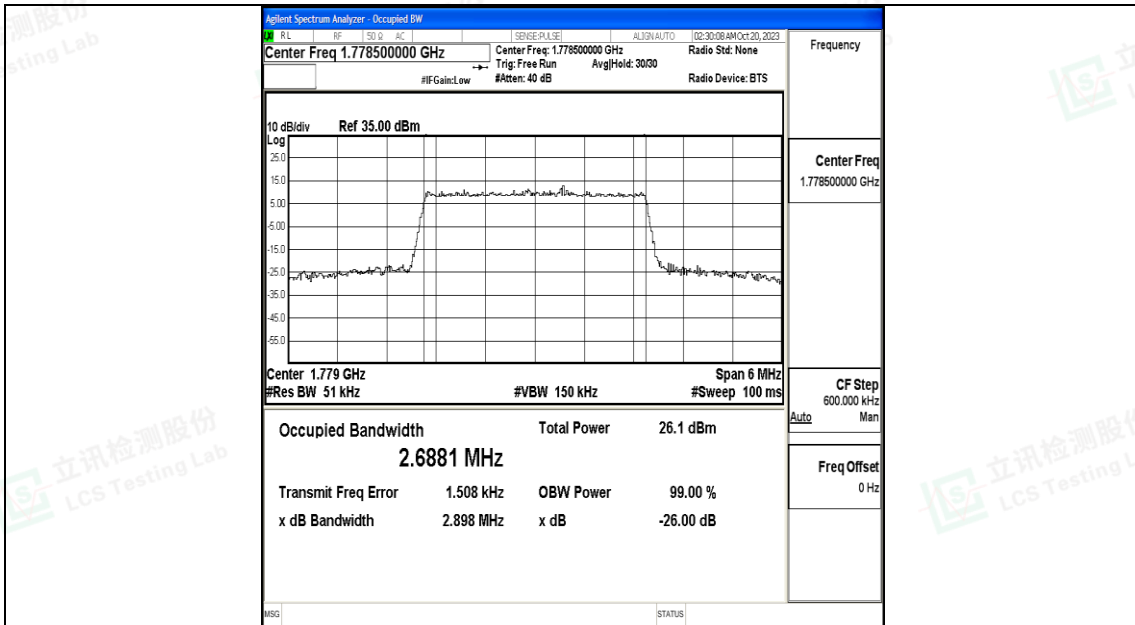 Agilent Spectrum Analyzer - Occupied BW
RL RF 50 Ω AC SENSE:PULSE ALIGN AUTO 02:30:08 AM Oct 20, 2023
Center Freq 1.778500000 GHz
Center Freq: 1.778500000 GHz
Radio Std: None
Trig: Free Run Avg|Hold: 30/30
#IFGain:Low
#Atten: 40 dB
Radio Device: BTS
10 dB/div Ref 35.00 dBm
Log
25.0
15.0
5.00
-5.00
-15.0
-25.0
-35.0
-45.0
-55.0
Center 1.779 GHz Span 6 MHz
#Res BW 51 kHz #VBW 150 kHz #Sweep 100 ms
Occupied Bandwidth
2.6881 MHz
Total Power 26.1 dBm
Transmit Freq Error 1.508 kHz OBW Power 99.00 %
x dB Bandwidth 2.898 MHz x dB -26.00 dB
MSG STATUS
Frequency
Center Freq
1.778500000 GHz
CF Step
600.000 kHz
Auto Man
Freq Offset
0 Hz
立讯检测股份
LCS Testing Lab
立讯检测股份
LCS Testing L
测股份
esting Lab
立
L